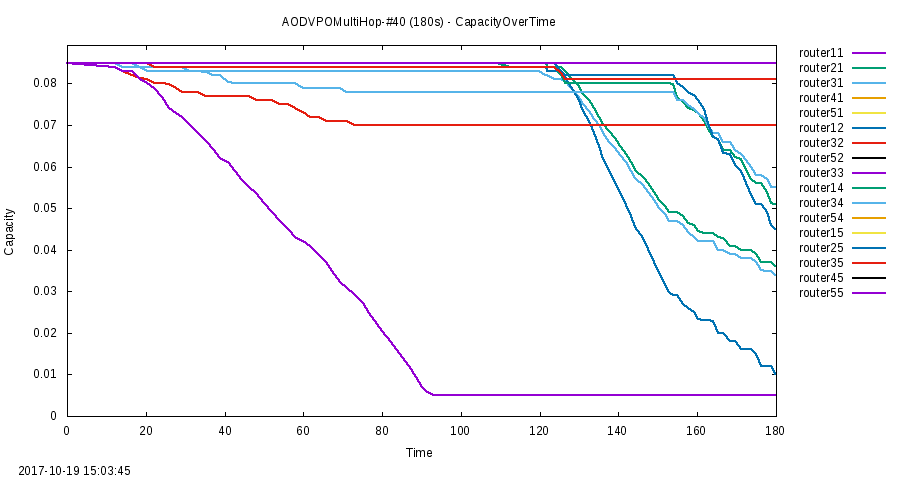 AODVPOMultiHop-#40 (180s) - CapacityOverTime
Capacity
0.08
0.07
0.06
0.05
0.04
0.03
0.02
0.01
0
0 20 40 60 80 100 120 140 160 180
Time
router11
router21
router31
router41
router51
router12
router32
router52
router33
router14
router34
router54
router15
router25
router35
router45
router55
2017-10-19 15:03:45